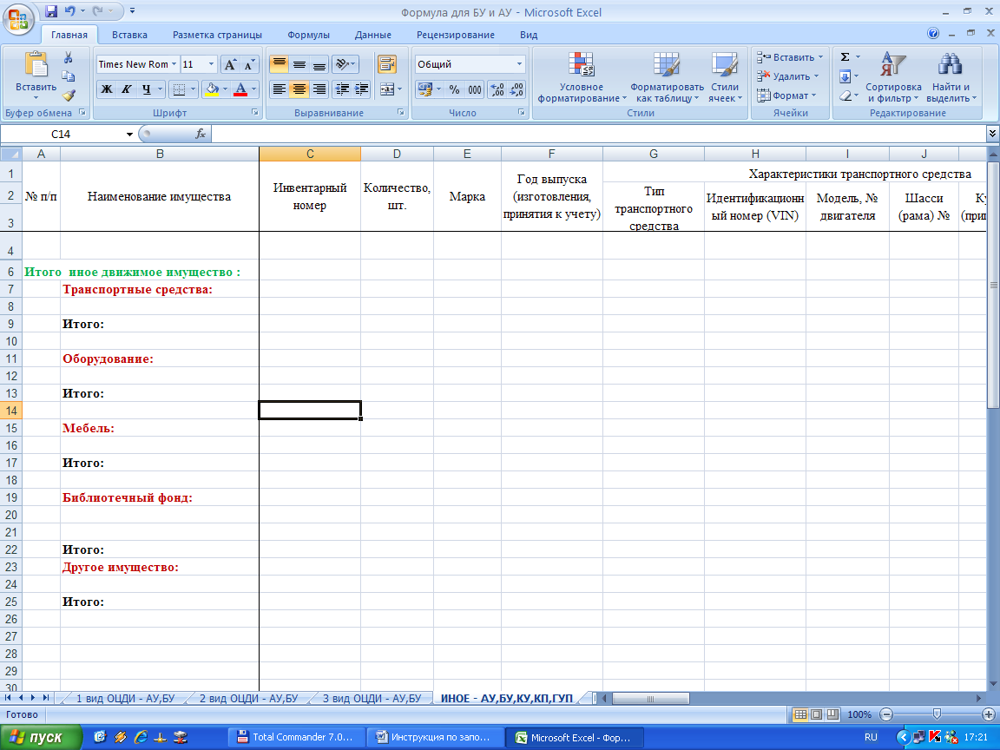 Формула для БУ и АУ - Microsoft Excel
Главная Вставка Разметка страницы Формулы Данные Рецензирование Вид
Times New Rom 11 Общий
Вставить
Ж К Ч % 000
Условное форматирование
Форматировать как таблицу
Стили ячеек
Вставить
Удалить
Формат
Σ
Сортировка и фильтр
Найти и выделить
Буфер обмена Шрифт Выравнивание Число Стили Ячейки Редактирование
C14 fx
A B C D E F G H I J
1 Характеристики транспортного средства
2
3
№ п/п
Наименование имущества
Инвентарный номер
Количество, шт.
Марка
Год выпуска (изготовления, принятия к учету)
Тип транспортного средства
Идентификационный номер (VIN)
Модель, № двигателя
Шасси (рама) №
4
6 Итого иное движимое имущество :
7 Транспортные средства:
8
9 Итого:
10
11 Оборудование:
12
13 Итого:
14
15 Мебель:
16
17 Итого:
18
19 Библиотечный фонд:
20
21
22 Итого:
23 Другое имущество:
24
25 Итого:
26
27
28
29
30
1 вид ОЦДИ - АУ,БУ 2 вид ОЦДИ - АУ,БУ 3 вид ОЦДИ - АУ,БУ ИНОЕ - АУ,БУ,КУ,КП,ГУП
Готово 100%
пуск Total Commander 7.0... Инструкция по запо... Microsoft Excel - Фор... RU 17:21